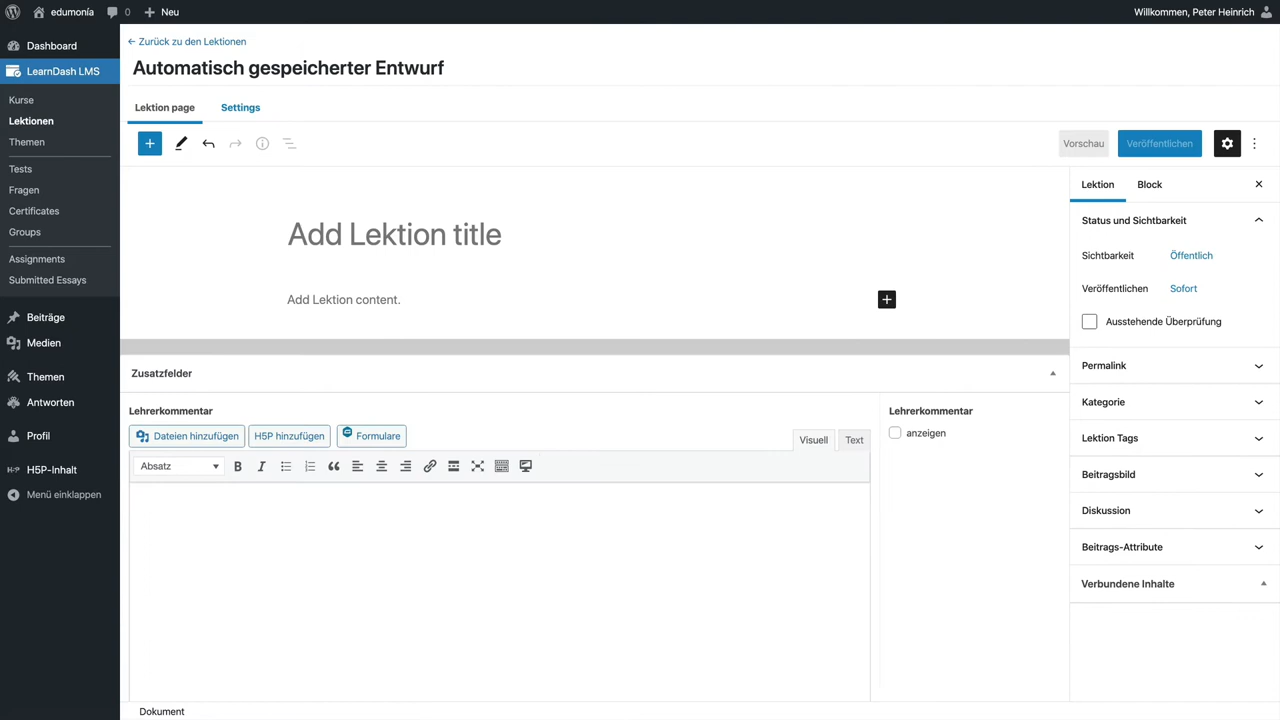 edumonía
0
Neu
Willkommen, Peter Heinrich
Dashboard
LearnDash LMS
Kurse
Lektionen
Themen
Tests
Fragen
Certificates
Groups
Assignments
Submitted Essays
Beiträge
Medien
Themen
Antworten
Profil
H-P H5P-Inhalt
Menü einklappen
← Zurück zu den Lektionen
Automatisch gespeicherter Entwurf
Lektion page Settings
Vorschau Veröffentlichen
Add Lektion title
Add Lektion content.
Zusatzfelder
Lehrerkommentar
Dateien hinzufügen H5P hinzufügen Formulare
Visuell Text
Absatz B I
Lehrerkommentar
anzeigen
Dokument
Lektion Block
Status und Sichtbarkeit
Sichtbarkeit Öffentlich
Veröffentlichen Sofort
Ausstehende Überprüfung
Permalink
Kategorie
Lektion Tags
Beitragsbild
Diskussion
Beitrags-Attribute
Verbundene Inhalte